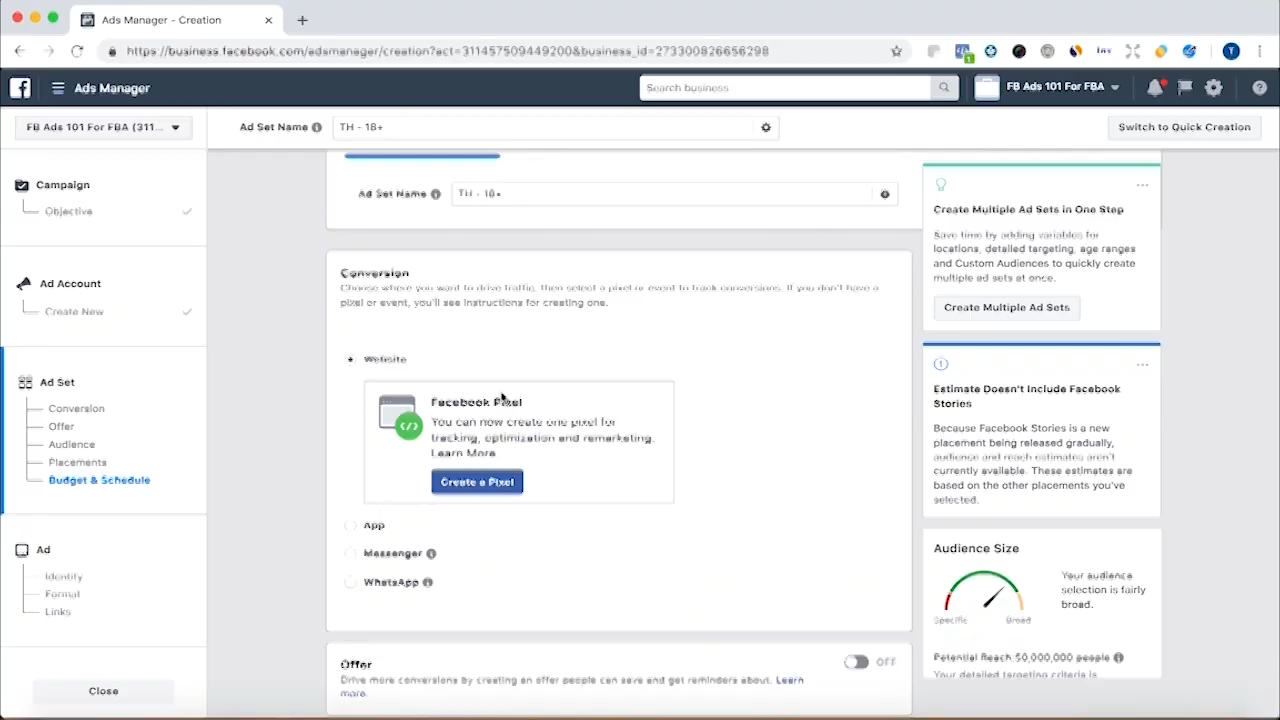 Ads Manager - Creation
https://business.facebook.com/adsmanager/creation?act=311457509449200&business_id=273300826656298
Ads Manager
Search business
FB Ads 101 For FBA
FB Ads 101 For FBA (311...
Ad Set Name
TH - 18+
Switch to Quick Creation
Campaign
Objective
Ad Account
Create New
Ad Set
Conversion
Offer
Audience
Placements
Budget & Schedule
Ad
Identity
Format
Links
Close
Ad Set Name
TH - 18+
Conversion
Choose where you want to drive traffic, then select a pixel or event to track conversions. If you don't have a
pixel or event, you'll see instructions for creating one.
Website
Facebook Pixel
You can now create one pixel for
tracking, optimization and remarketing.
Learn More
Create a Pixel
App
Messenger
WhatsApp
Offer
OFF
Drive more conversions by creating an offer people can save and get reminders about. Learn
more.
Create Multiple Ad Sets in One Step
Save time by adding variables for
locations, detailed targeting, age ranges
and Custom Audiences to quickly create
multiple ad sets at once.
Create Multiple Ad Sets
Estimate Doesn't Include Facebook
Stories
Because Facebook Stories is a new
placement being released gradually,
audience and reach estimates aren't
currently available. These estimates are
based on the other placements you've
selected.
Audience Size
Your audience
selection is fairly
broad.
Specific
Broad
Potential Reach: 50,000,000 people
Your detailed targeting criteria is